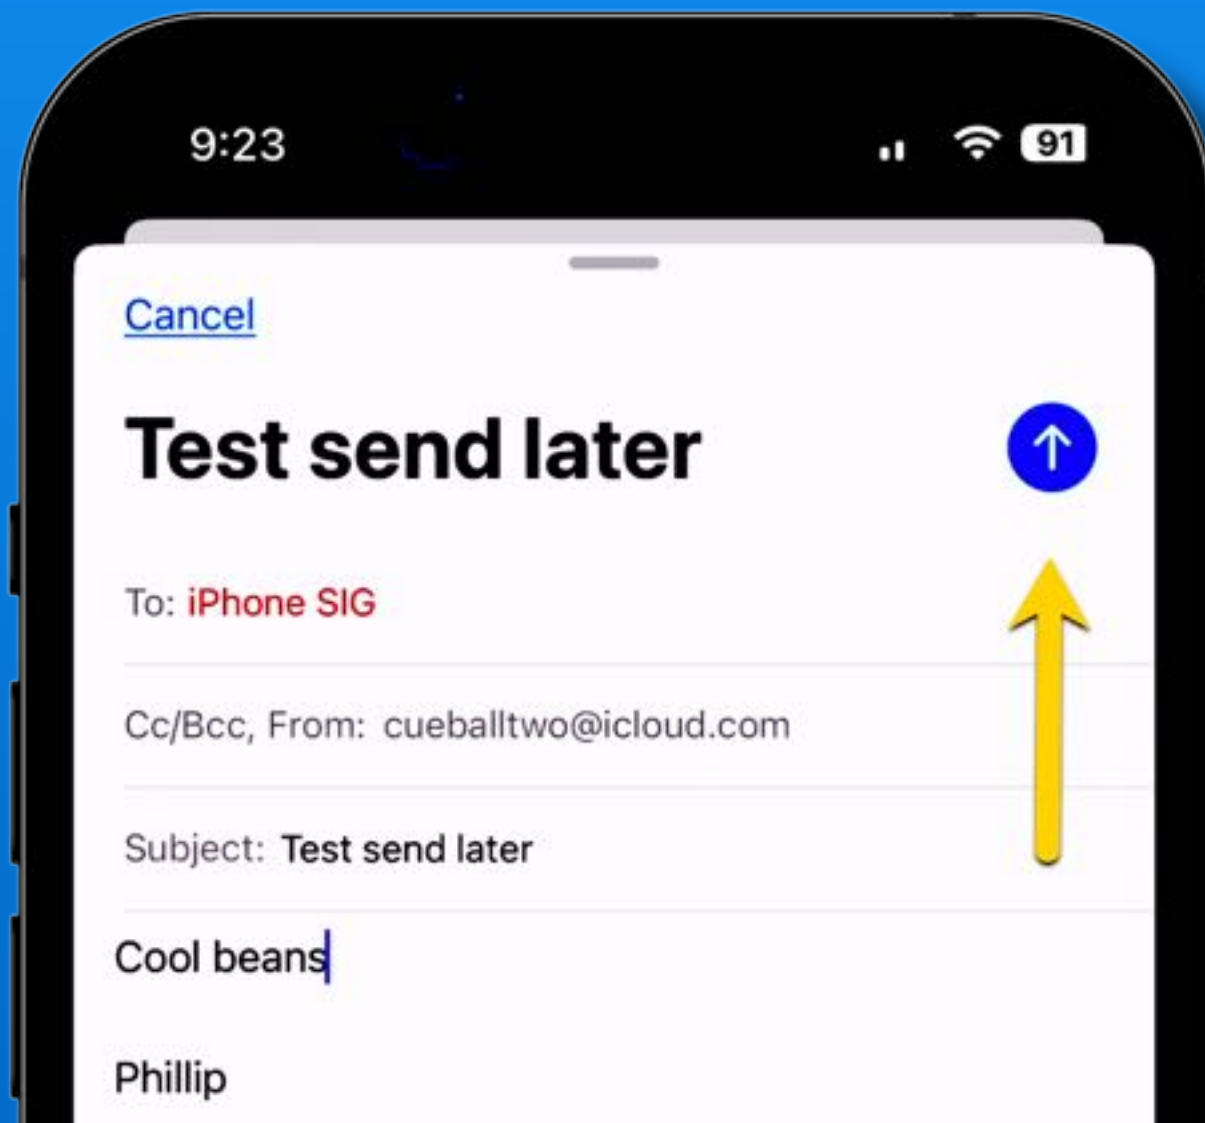 9:23
91
Cancel
Test send later
To: iPhone SIG
Cc/Bcc, From: cueballtwo@icloud.com
Subject: Test send later
Cool beans
Phillip